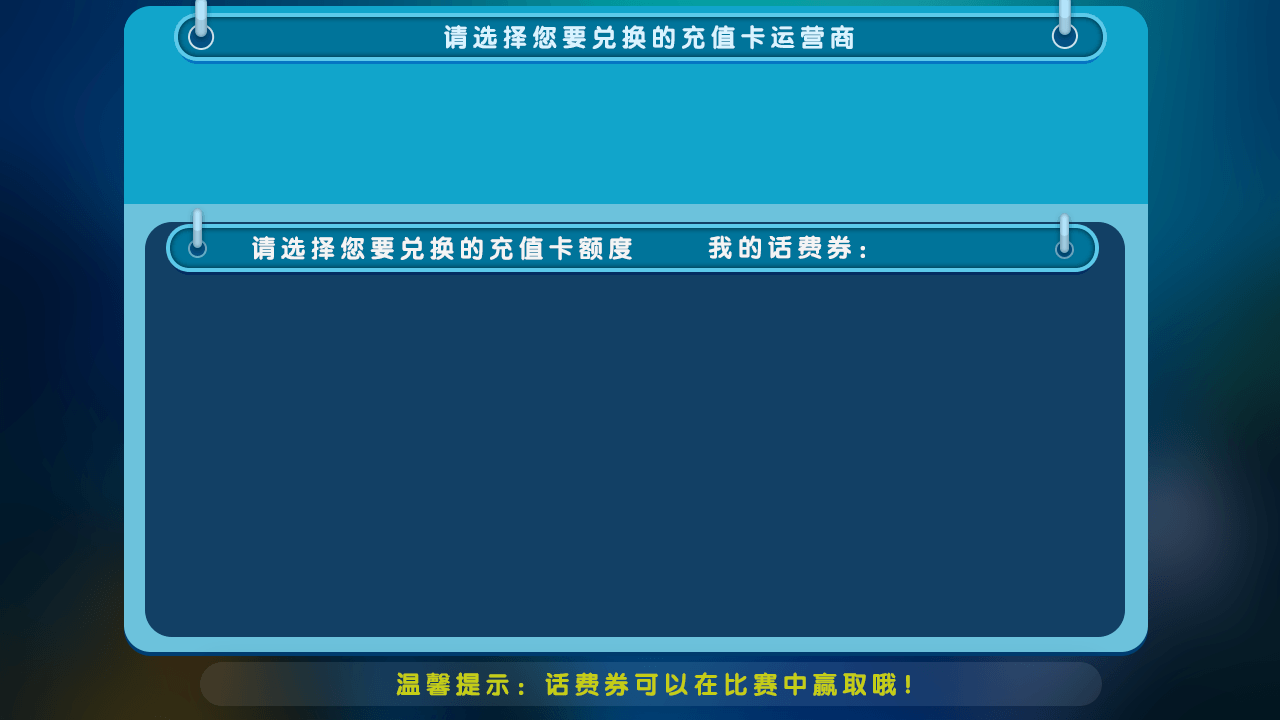 请选择您要兑换的充值卡运营商
请选择您要兑换的充值卡额度 我的话费券：
温馨提示：话费券可以在比赛中赢取哦！